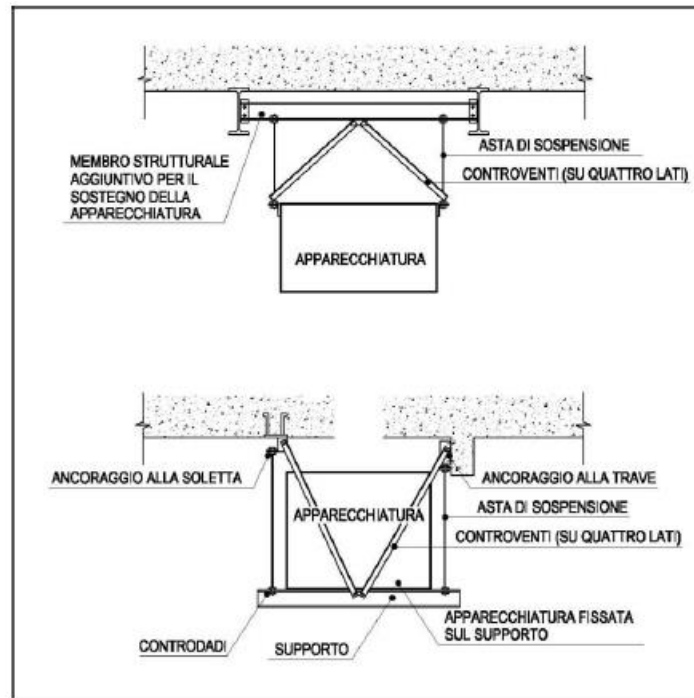 ASTA DI SOSPENSIONE
MEMBRO STRUTTURALE
AGGIUNTIVO PER IL
SOSTEGNO DELLA
APPARECCHIATURA
CONTROVENTI (SU QUATTRO LATI)
APPARECCHIATURA
ANCORAGGIO ALLA SOLETTA
ANCORAGGIO ALLA TRAVE
ASTA DI SOSPENSIONE
APPARECCHIATURA
CONTROVENTI (SU QUATTRO LATI)
APPARECCHIATURA FISSATA
SUL SUPPORTO
CONTRODADI
SUPPORTO